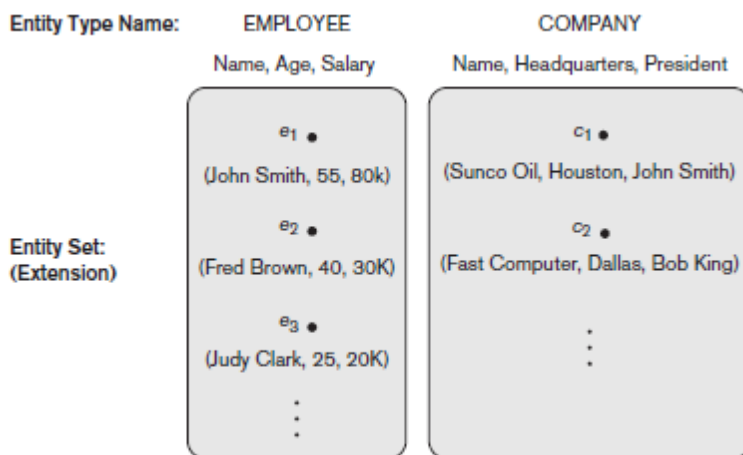 Entity Type Name: EMPLOYEE COMPANY
Name, Age, Salary Name, Headquarters, President
e1 c1
(John Smith, 55, 80k) (Sunco Oil, Houston, John Smith)
e2 c2
Entity Set:
(Extension)
(Fred Brown, 40, 30K) (Fast Computer, Dallas, Bob King)
e3
(Judy Clark, 25, 20K)